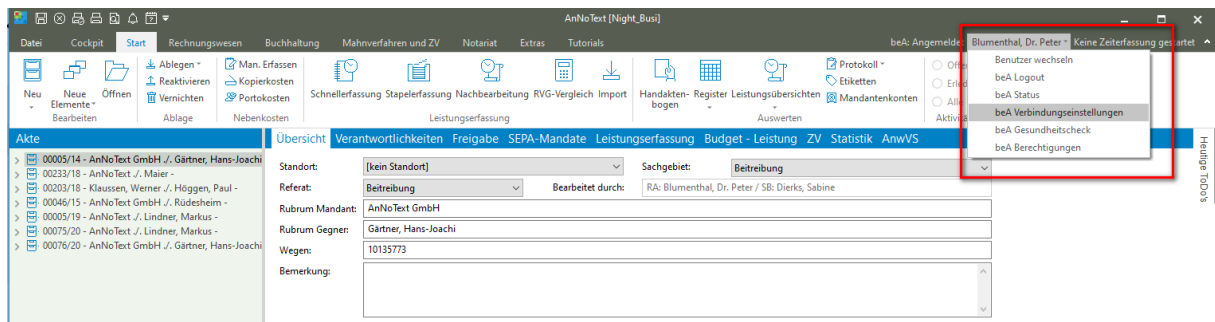 AnNoText [Night_Busi]
Datei Cockpit Start Rechnungswesen Buchhaltung Mahnverfahren und ZV Notariat Extras Tutorials beA: Angemeldet Blumenthal, Dr. Peter Keine Zeiterfassung gestartet
Neu
Neue Elemente
Öffnen
Bearbeiten
Ablegen
Reaktivieren
Vernichten
Ablage
Man. Erfassen
Kopierkosten
Portokosten
Nebenkosten
Schnellerfassung Stapelerfassung Nachbearbeitung RVG-Vergleich Import
Leistungserfassung
Handakten-bogen
Register Leistungsübersichten
Protokoll
Etiketten
Mandantenkonten
Auswerten
Benutzer wechseln
beA Logout
beA Status
beA Verbindungseinstellungen
beA Gesundheitscheck
beA Berechtigungen
Akte
00005/14 - AnNoText GmbH ./. Gärtner, Hans-Joachi
00233/18 - AnNoText ./. Maier -
00203/18 - Klaussen, Werner ./. Höggen, Paul -
00046/15 - AnNoText GmbH ./. Rüdesheim -
00005/19 - AnNoText ./. Lindner, Markus -
00075/20 - AnNoText ./. Lindner, Markus -
00076/20 - AnNoText GmbH ./. Gärtner, Hans-Joachi
Übersicht Verantwortlichkeiten Freigabe SEPA-Mandate Leistungserfassung Budget - Leistung ZV Statistik AnwVS
Standort: [kein Standort] Sachgebiet: Beitreibung
Referat: Beitreibung Bearbeitet durch: RA: Blumenthal, Dr. Peter / SB: Dierks, Sabine
Rubrum Mandant: AnNoText GmbH
Rubrum Gegner: Gärtner, Hans-Joachi
Wegen: 10135773
Bemerkung:
Heutige ToDo's